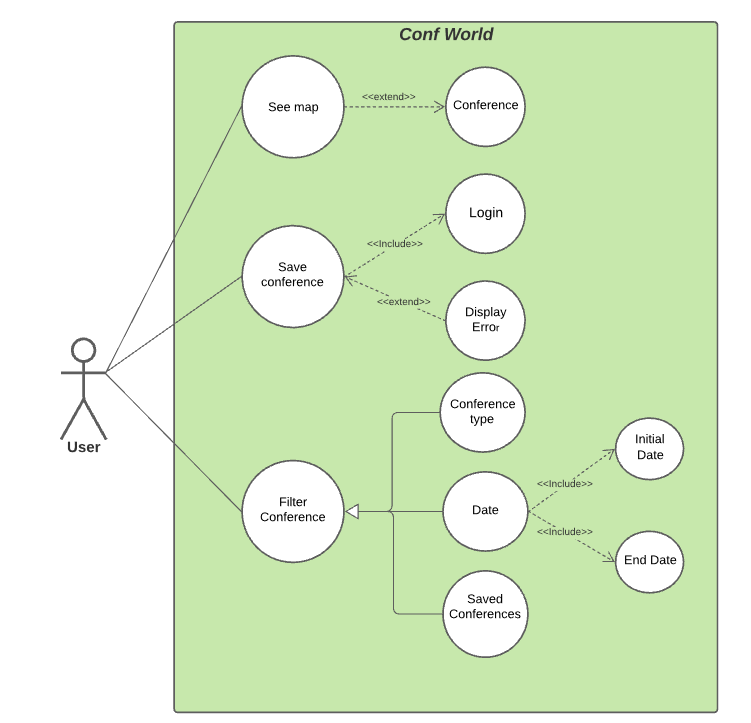 Conf World
See map
<<extend>>
Conference
Save
conference
<<Include>>
Login
<<extend>>
Display
Error
User
Filter
Conference
Conference
type
Date
<<Include>>
Initial
Date
<<Include>>
End Date
Saved
Conferences